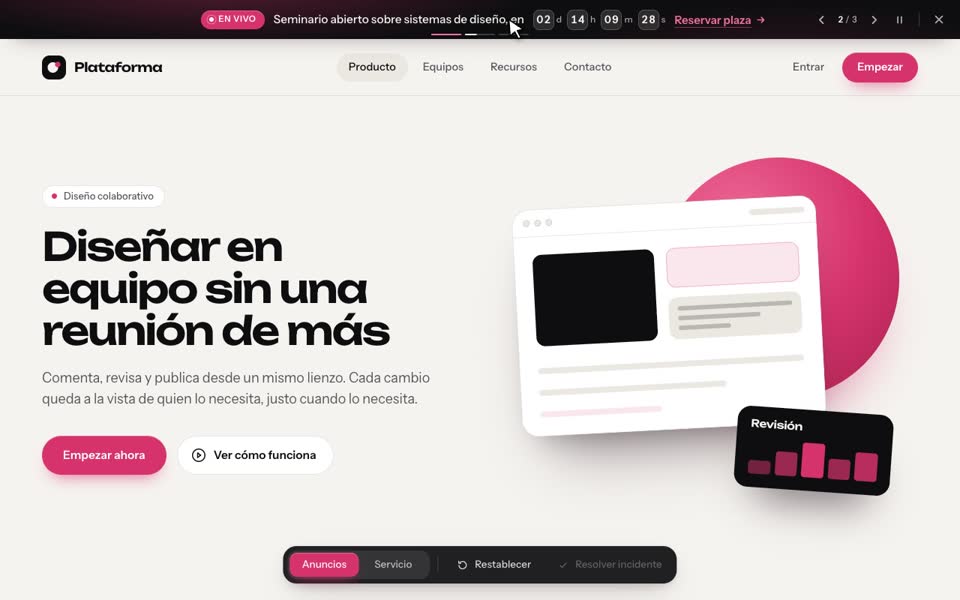 EN VIVO Seminario abierto sobre sistemas de diseño, en 02 d 14 h 09 m 28 s Reservar plaza → 2 / 3
Plataforma Producto Equipos Recursos Contacto Entrar Empezar
Diseño colaborativo
Diseñar en
equipo sin una
reunión de más
Comenta, revisa y publica desde un mismo lienzo. Cada cambio
queda a la vista de quien lo necesita, justo cuando lo necesita.
Empezar ahora Ver cómo funciona
Revisión
Anuncios Servicio Restablecer Resolver incidente